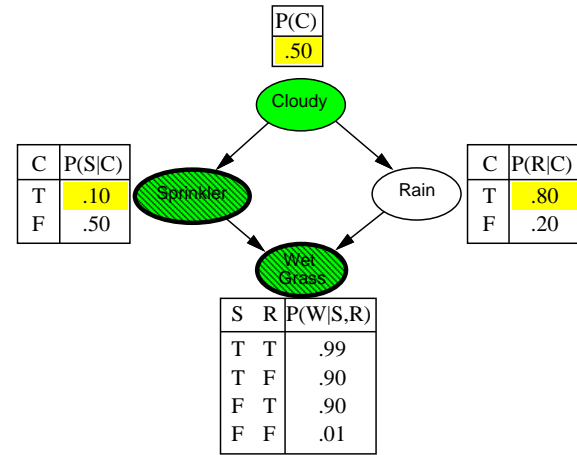 P(C)
.50
Cloudy
C P(S|C)
T .10
F .50
Sprinkler
Rain
C P(R|C)
T .80
F .20
Wet
Grass
S R P(W|S,R)
T T .99
T F .90
F T .90
F F .01